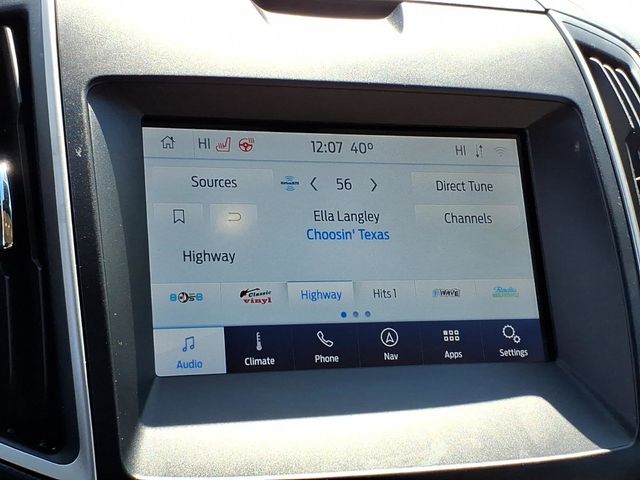 HI 12:07 40° HI
Sources 56 Direct Tune
Ella Langley Channels
Choosin' Texas
Highway
Classic Vinyl Highway Hits 1
Audio Climate Phone Nav Apps Settings